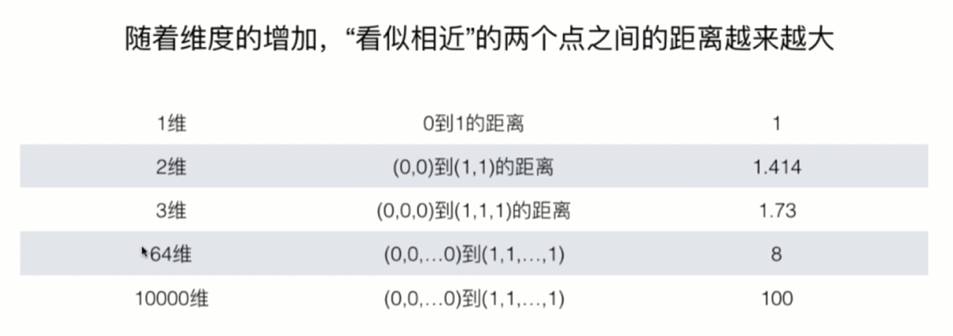 随着维度的增加，“看似相近”的两个点之间的距离越来越大
1维 0到1的距离 1
2维 (0,0)到(1,1)的距离 1.414
3维 (0,0,0)到(1,1,1)的距离 1.73
64维 (0,0,...0)到(1,1,...,1) 8
10000维 (0,0,...0)到(1,1,...,1) 100